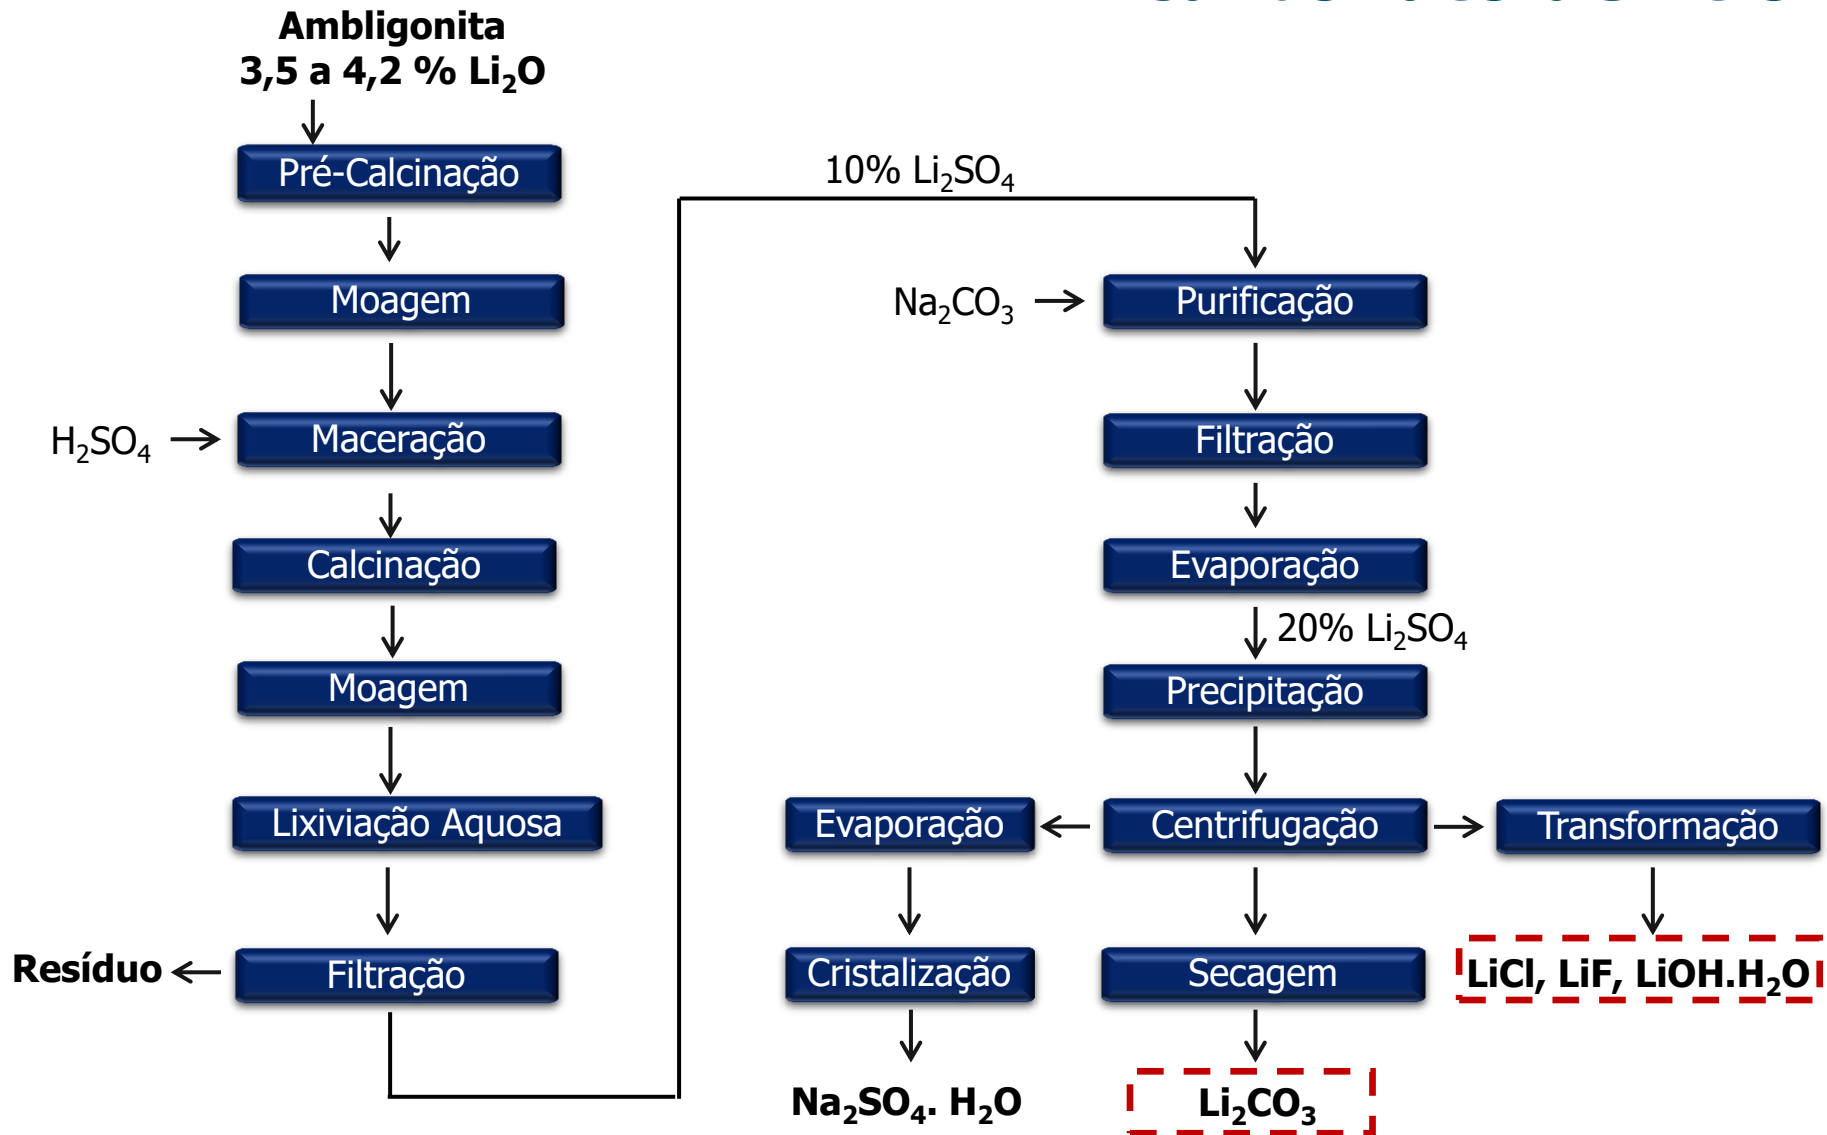 Ambligonita
3,5 a 4,2 % Li₂O
Pré-Calcinação
Moagem
H₂SO₄
Maceração
Calcinação
Moagem
Lixiviação Aquosa
Resíduo
Filtração
10% Li₂SO₄
Na₂CO₃
Purificação
Filtração
Evaporação
20% Li₂SO₄
Precipitação
Evaporação
Centrifugação
Transformação
Cristalização
Secagem
LiCl, LiF, LiOH.H₂O
Na₂SO₄. H₂O
Li₂CO₃